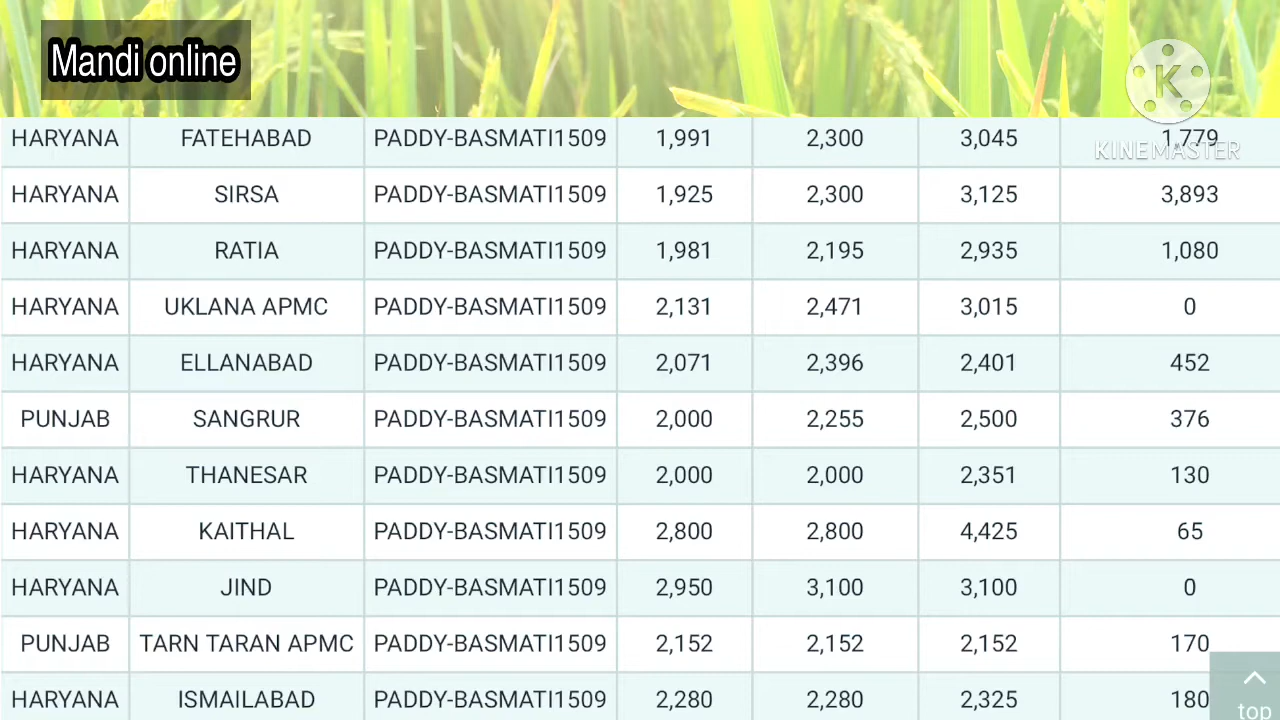 Mandi online
K
KINEMASTER
HARYANA FATEHABAD PADDY-BASMATI1509 1,991 2,300 3,045 1,779
HARYANA SIRSA PADDY-BASMATI1509 1,925 2,300 3,125 3,893
HARYANA RATIA PADDY-BASMATI1509 1,981 2,195 2,935 1,080
HARYANA UKLANA APMC PADDY-BASMATI1509 2,131 2,471 3,015 0
HARYANA ELLANABAD PADDY-BASMATI1509 2,071 2,396 2,401 452
PUNJAB SANGRUR PADDY-BASMATI1509 2,000 2,255 2,500 376
HARYANA THANESAR PADDY-BASMATI1509 2,000 2,000 2,351 130
HARYANA KAITHAL PADDY-BASMATI1509 2,800 2,800 4,425 65
HARYANA JIND PADDY-BASMATI1509 2,950 3,100 3,100 0
PUNJAB TARN TARAN APMC PADDY-BASMATI1509 2,152 2,152 2,152 170
HARYANA ISMAILABAD PADDY-BASMATI1509 2,280 2,280 2,325 180
top